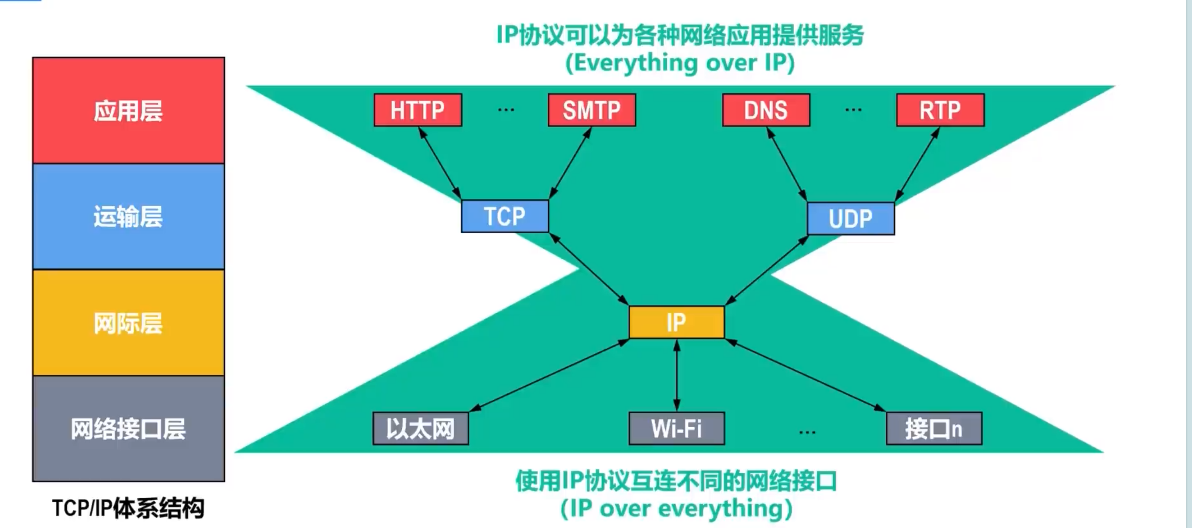 IP协议可以为各种网络应用提供服务
(Everything over IP)
应用层
HTTP ... SMTP DNS ... RTP
运输层
TCP UDP
网际层
IP
网络接口层
以太网 Wi-Fi ... 接口n
使用IP协议互连不同的网络接口
(IP over everything)
TCP/IP体系结构